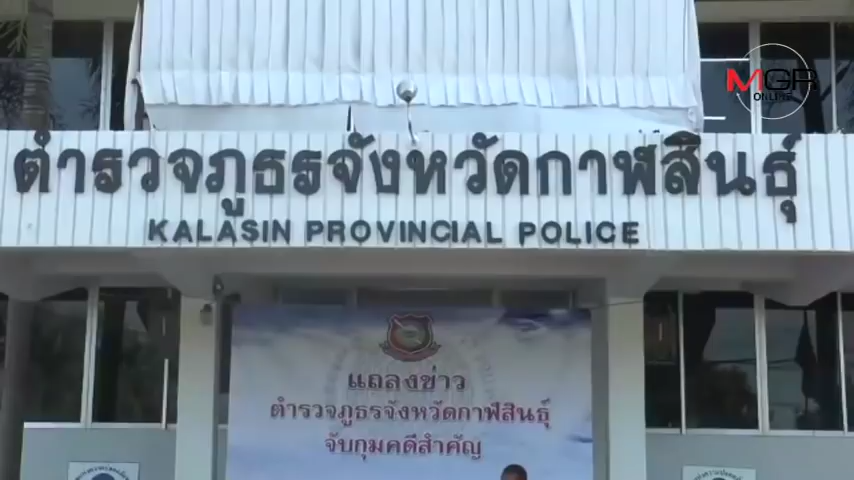 MGR
ONLINE
ตำรวจภูธรจังหวัดกาฬสินธุ์
KALASIN PROVINCIAL POLICE
แถลงข่าว
ตำรวจภูธรจังหวัดกาฬสินธุ์
จับกุมคดีสำคัญ